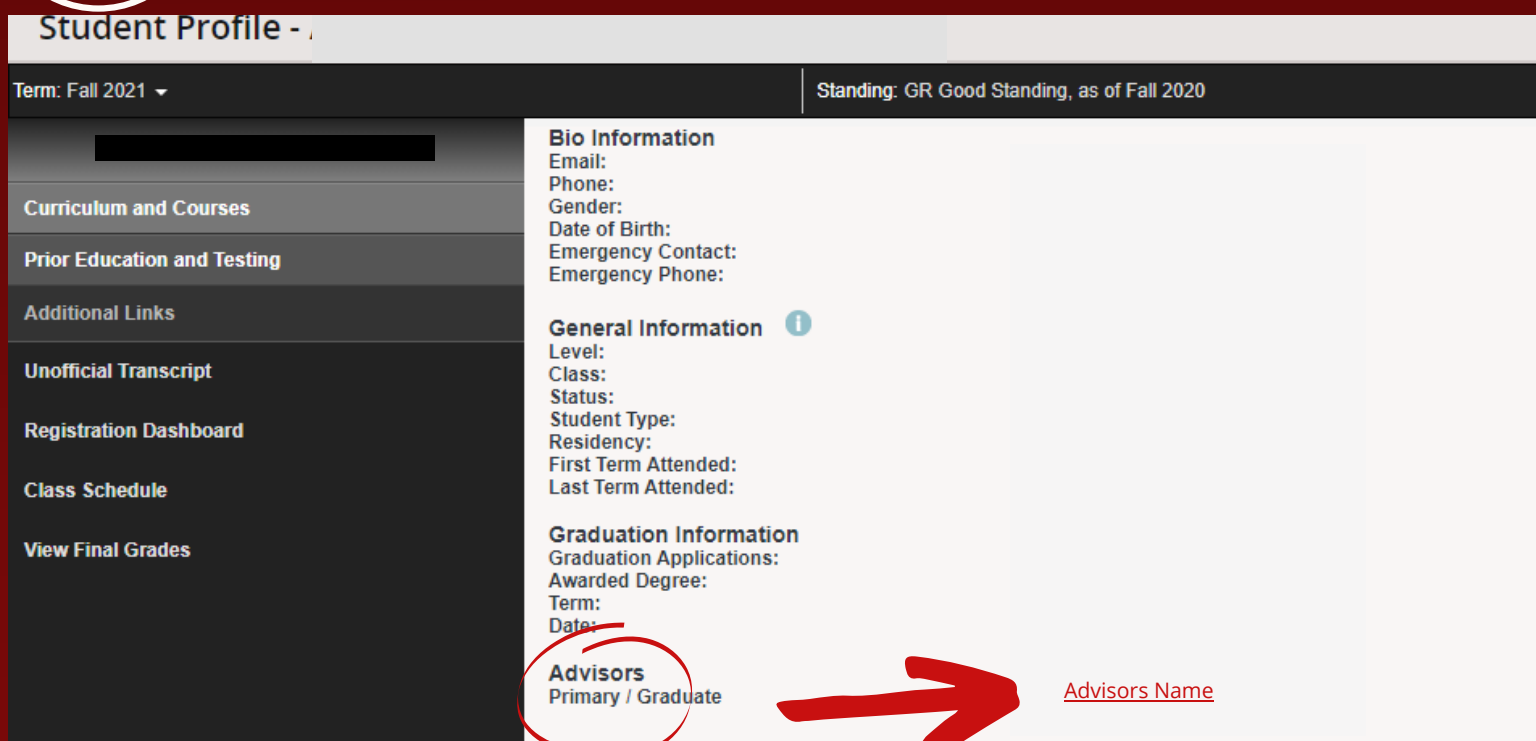 Student Profile -
Term: Fall 2021
Standing: GR Good Standing, as of Fall 2020
Curriculum and Courses
Prior Education and Testing
Additional Links
Unofficial Transcript
Registration Dashboard
Class Schedule
View Final Grades
Bio Information
Email:
Phone:
Gender:
Date of Birth:
Emergency Contact:
Emergency Phone:
General Information
Level:
Class:
Status:
Student Type:
Residency:
First Term Attended:
Last Term Attended:
Graduation Information
Graduation Applications:
Awarded Degree:
Term:
Date:
Advisors
Primary / Graduate
Advisors Name